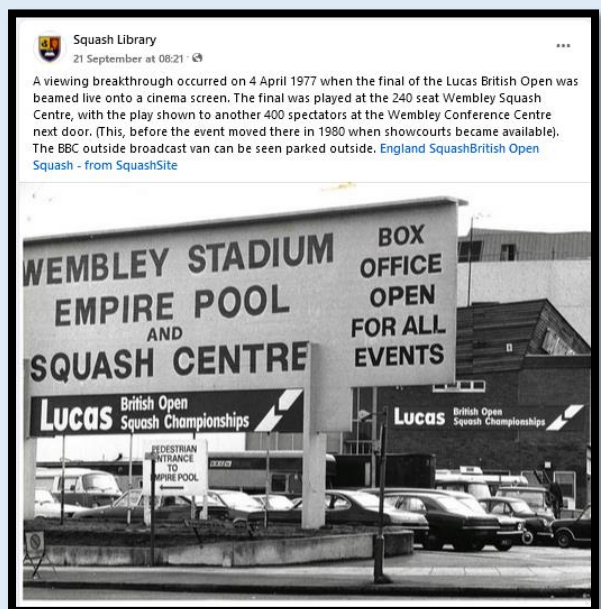 Squash Library
21 September at 08:21 ·
A viewing breakthrough occurred on 4 April 1977 when the final of the Lucas British Open was
beamed live onto a cinema screen. The final was played at the 240 seat Wembley Squash
Centre, with the play shown to another 400 spectators at the Wembley Conference Centre
next door. (This, before the event moved there in 1980 when showcourts became available).
The BBC outside broadcast van can be seen parked outside. England SquashBritish Open
Squash - from SquashSite
WEMBLEY STADIUM
EMPIRE POOL
AND
SQUASH CENTRE
BOX
OFFICE
OPEN
FOR ALL
EVENTS
Lucas British Open
Squash Championships
Lucas British Open
Squash Championships
PEDESTRIAN
ENTRANCE
TO
EMPIRE POOL